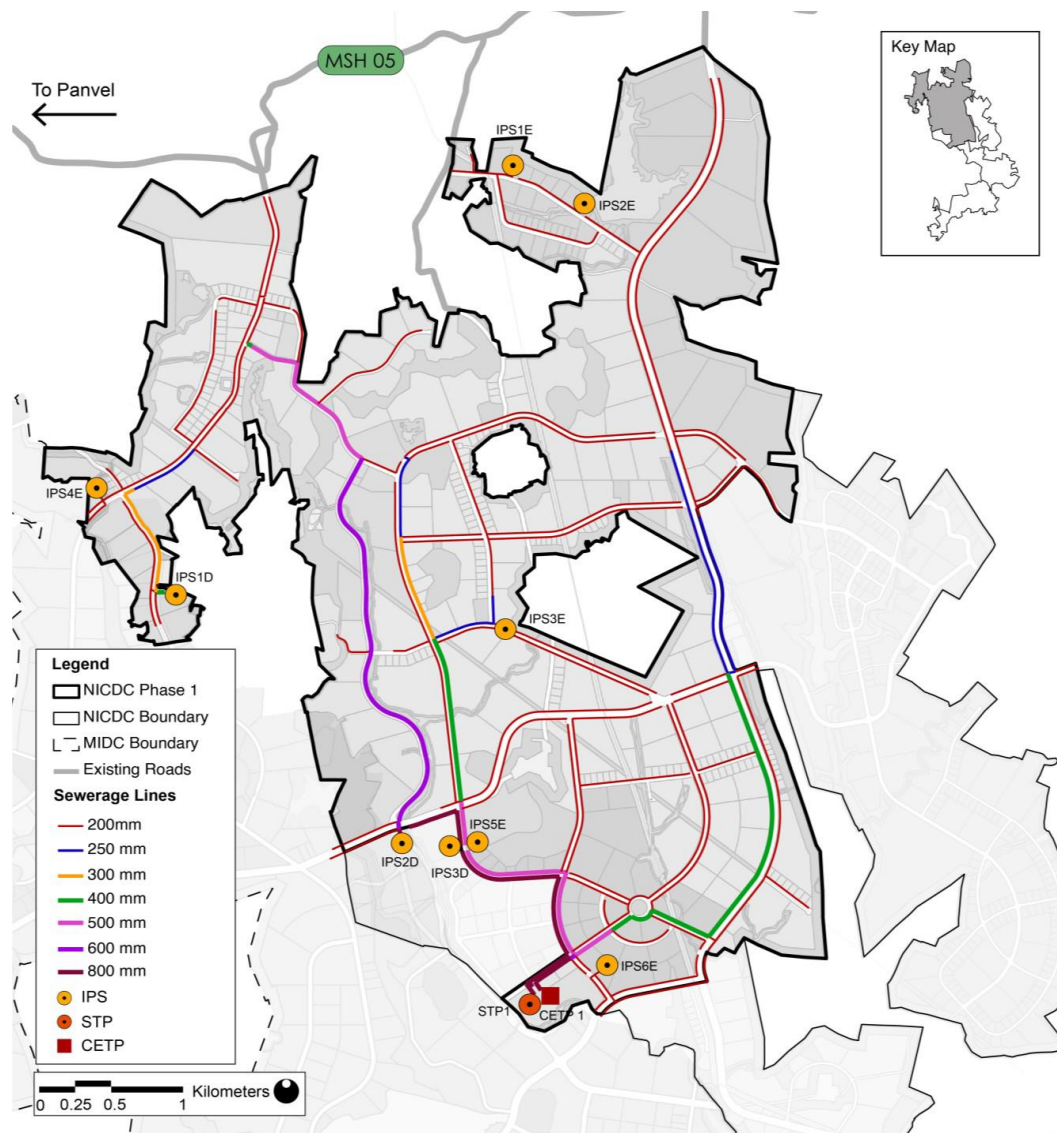 MSH 05
To Panvel
Key Map
IPS1E
IPS2E
IPS4E
IPS1D
IPS3E
IPS5E
IPS2D
IPS3D
IPS6E
STP1
CETP 1
Legend
NICDC Phase 1
NICDC Boundary
MIDC Boundary
Existing Roads
Sewerage Lines
200mm
250 mm
300 mm
400 mm
500 mm
600 mm
800 mm
IPS
STP
CETP
Kilometers
0 0.25 0.5 1